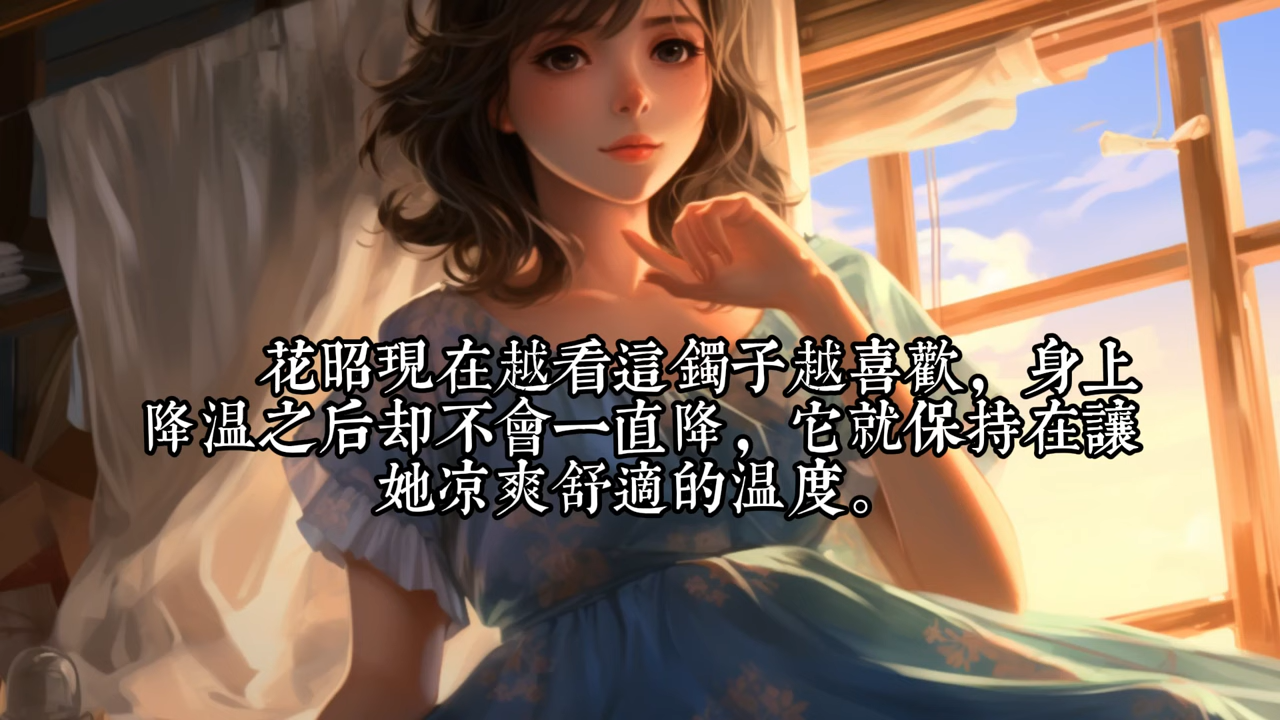 花昭現在越看這鐲子越喜歡，身上
降温之后却不會一直降，它就保持在讓
她凉爽舒適的温度。